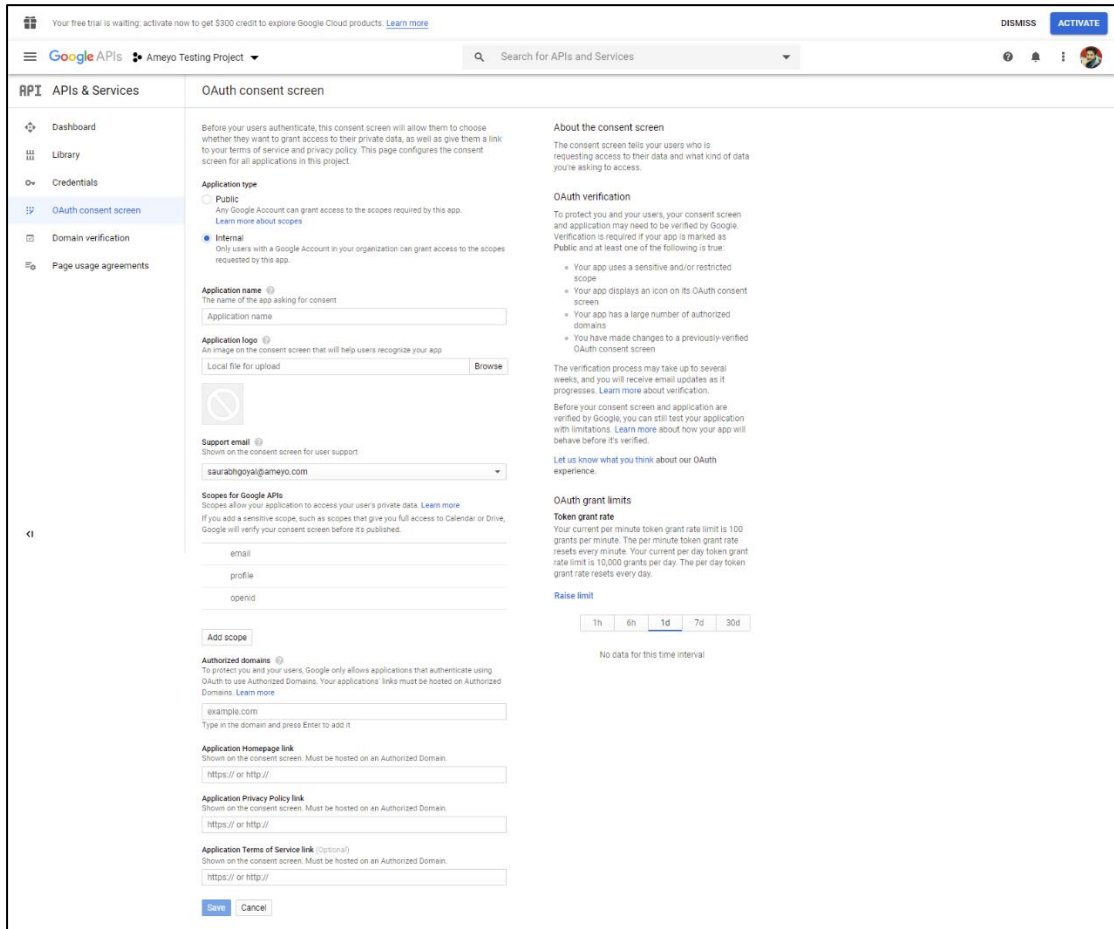 Your free trial is waiting: activate now to get $300 credit to explore Google Cloud products. Learn more
DISMISS
ACTIVATE
Google APIs
Ameyo Testing Project
Search for APIs and Services
API APIs & Services
OAuth consent screen
Dashboard
Library
Credentials
OAuth consent screen
Domain verification
Page usage agreements
Before your users authenticate, this consent screen will allow them to choose
whether they want to grant access to their private data, as well as give them a link
to your terms of service and privacy policy. This page configures the consent
screen for all applications in this project.
Application type
Public
Any Google Account can grant access to the scopes required by this app.
Learn more about scopes
Internal
Only users with a Google Account in your organization can grant access to the scopes
requested by this app.
Application name
The name of the app asking for consent
Application name
Application logo
An image on the consent screen that will help users recognize your app
Local file for upload
Browse
Support email
Shown on the consent screen for user support
saurabhgoyal@ameyo.com
Scopes for Google APIs
Scopes allow your application to access your user's private data. Learn more
If you add a sensitive scope, such as scopes that give you full access to Calendar or Drive,
Google will verify your consent screen before it's published.
email
profile
openid
Add scope
Authorized domains
To protect you and your users, Google only allows applications that authenticate using
OAuth to use Authorized Domains. Your applications' links must be hosted on Authorized
Domains. Learn more
example.com
Type in the domain and press Enter to add it
Application Homepage link
Shown on the consent screen. Must be hosted on an Authorized Domain.
https:// or http://
Application Privacy Policy link
Shown on the consent screen. Must be hosted on an Authorized Domain.
https:// or http://
Application Terms of Service link (Optional)
Shown on the consent screen. Must be hosted on an Authorized Domain.
https:// or http://
Save
Cancel
About the consent screen
The consent screen tells your users who is
requesting access to their data and what kind of data
you're asking to access.
OAuth verification
To protect you and your users, your consent screen
and application may need to be verified by Google.
Verification is required if your app is marked as
Public and at least one of the following is true:
Your app uses a sensitive and/or restricted
scope
Your app displays an icon on its OAuth consent
screen
Your app has a large number of authorized
domains
You have made changes to a previously-verified
OAuth consent screen
The verification process may take up to several
weeks, and you will receive email updates as it
progresses. Learn more about verification.
Before your consent screen and application are
verified by Google, you can still test your application
with limitations. Learn more about how your app will
behave before it's verified.
Let us know what you think about our OAuth
experience.
OAuth grant limits
Token grant rate
Your current per minute token grant rate limit is 100
grants per minute. The per minute token grant rate
resets every minute. Your current per day token grant
rate limit is 10,000 grants per day. The per day token
grant rate resets every day.
Raise limit
1h 6h 1d 7d 30d
No data for this time interval